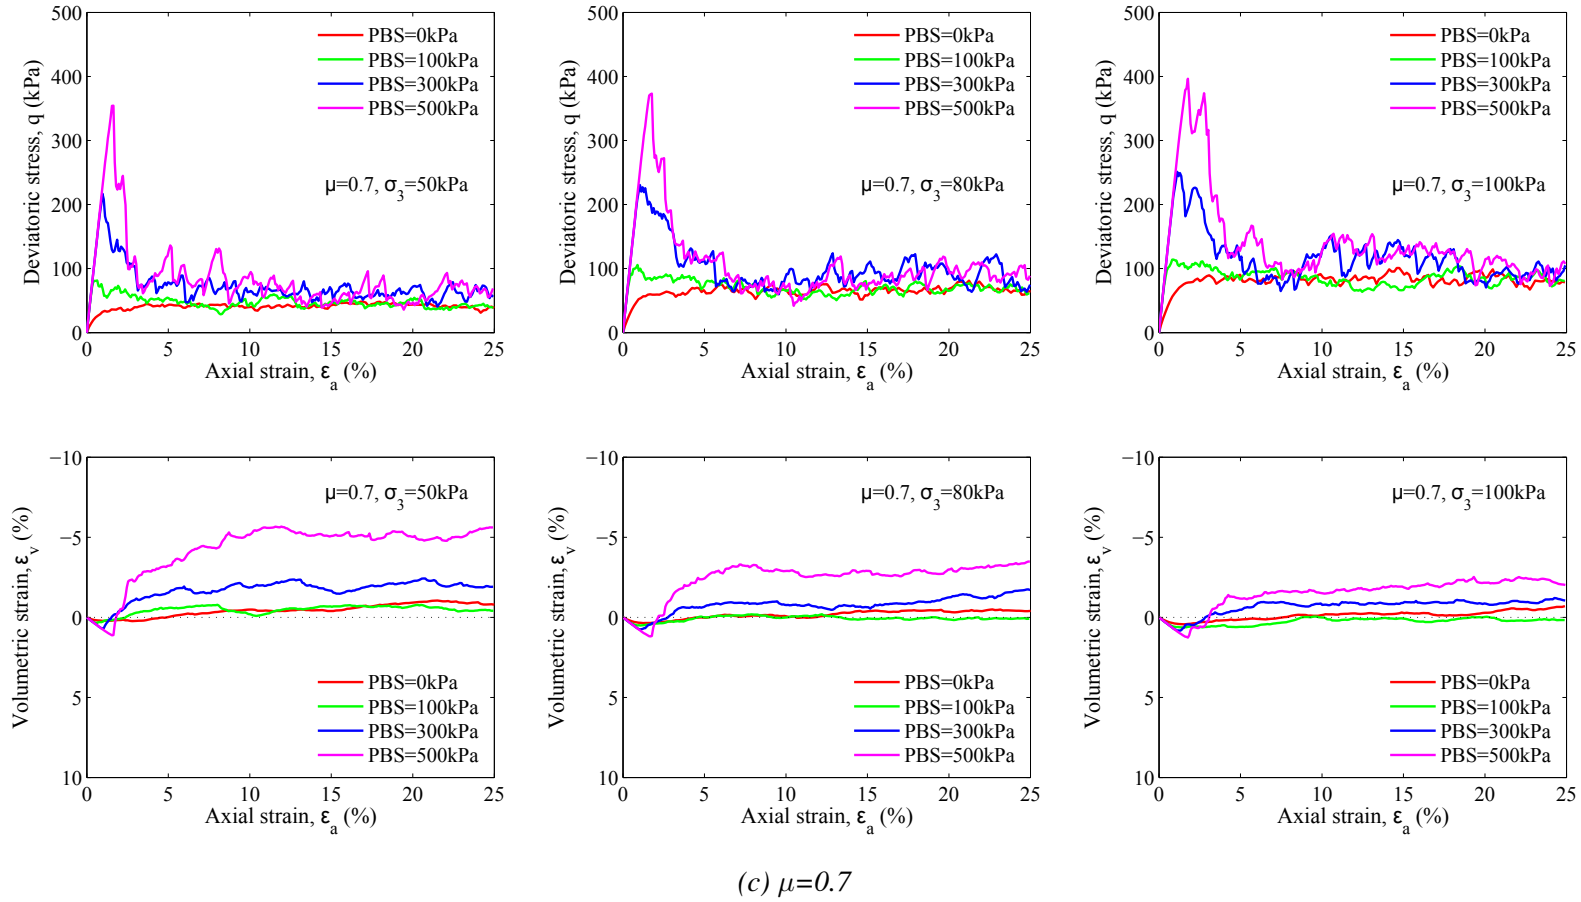 500
400
300
200
100
0
Deviatoric stress, q (kPa)
PBS=0kPa
PBS=100kPa
PBS=300kPa
PBS=500kPa
μ=0.7, σ3=50kPa
0 5 10 15 20 25
Axial strain, εa (%)
500
400
300
200
100
0
Deviatoric stress, q (kPa)
PBS=0kPa
PBS=100kPa
PBS=300kPa
PBS=500kPa
μ=0.7, σ3=80kPa
0 5 10 15 20 25
Axial strain, εa (%)
500
400
300
200
100
0
Deviatoric stress, q (kPa)
PBS=0kPa
PBS=100kPa
PBS=300kPa
PBS=500kPa
μ=0.7, σ3=100kPa
0 5 10 15 20 25
Axial strain, εa (%)
−10
−5
0
5
10
Volumetric strain, εv (%)
μ=0.7, σ3=50kPa
PBS=0kPa
PBS=100kPa
PBS=300kPa
PBS=500kPa
0 5 10 15 20 25
Axial strain, εa (%)
−10
−5
0
5
10
Volumetric strain, εv (%)
μ=0.7, σ3=80kPa
PBS=0kPa
PBS=100kPa
PBS=300kPa
PBS=500kPa
0 5 10 15 20 25
Axial strain, εa (%)
−10
−5
0
5
10
Volumetric strain, εv (%)
μ=0.7, σ3=100kPa
PBS=0kPa
PBS=100kPa
PBS=300kPa
PBS=500kPa
0 5 10 15 20 25
Axial strain, εa (%)
(c) μ=0.7